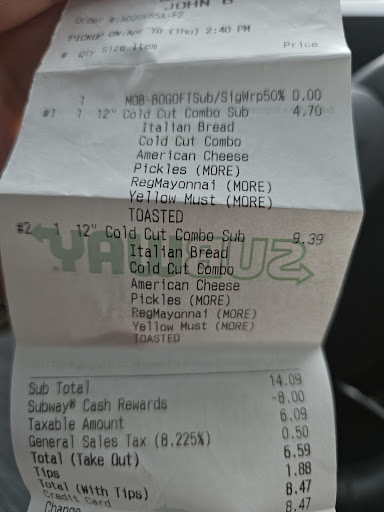 JOHN B
Order #:
PICKUP ON:Apr 10 (Thu) 2:40 PM
# Qty Size Item Price
1 MOB-BOGOFTSub/SigWrp50% 0.00
#1 1 12" Cold Cut Combo Sub 4.70
Italian Bread
Cold Cut Combo
American Cheese
Pickles (MORE)
RegMayonnai (MORE)
Yellow Must (MORE)
TOASTED
#2 1 12" Cold Cut Combo Sub 9.39
Italian Bread
Cold Cut Combo
American Cheese
Pickles (MORE)
RegMayonnai (MORE)
Yellow Must (MORE)
TOASTED
SUBWAY
Sub Total 14.09
Subway® Cash Rewards -8.00
Taxable Amount 6.09
General Sales Tax (8.225%) 0.50
Total (Take Out) 6.59
Tips 1.88
Total (With Tips) 8.47
Credit Card 8.47
Change